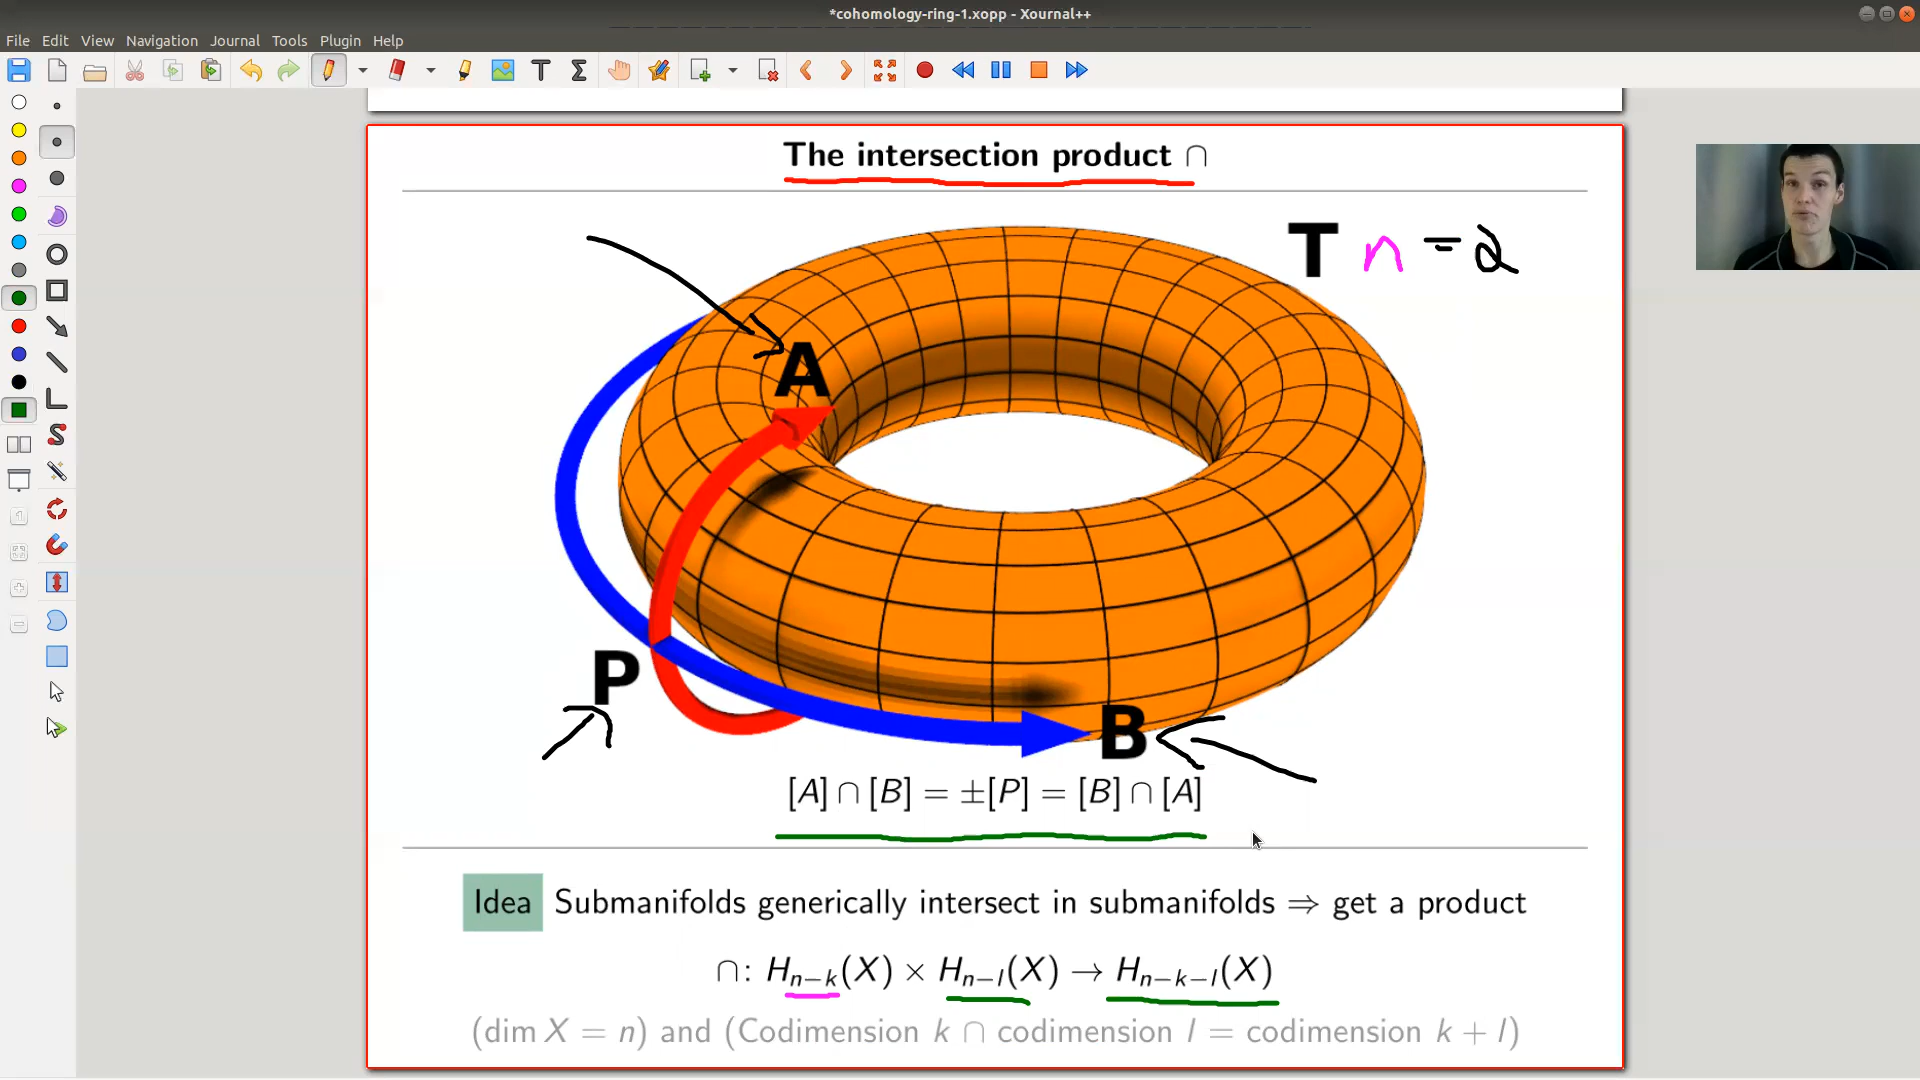 *cohomology-ring-1.xopp - Xournal++
File Edit View Navigation Journal Tools Plugin Help
The intersection product ∩
T n = 2
A
P
B
[A] ∩ [B] = ±[P] = [B] ∩ [A]
Idea Submanifolds generically intersect in submanifolds ⇒ get a product
∩: H_{n−k}(X) × H_{n−l}(X) → H_{n−k−l}(X)
(dim X = n) and (Codimension k ∩ codimension l = codimension k + l)